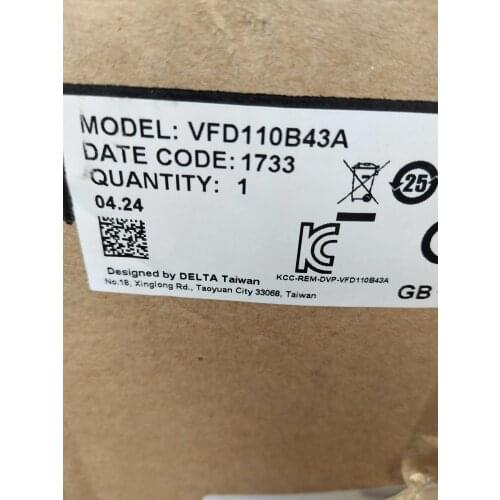 MODEL: VFD110B43A
DATE CODE: 1733
QUANTITY: 1
04.24
25
KCC-REM-DVP-VFD110B43A
Designed by DELTA Taiwan
No.18, Xinglong Rd., Taoyuan City 33068, Taiwan
GB